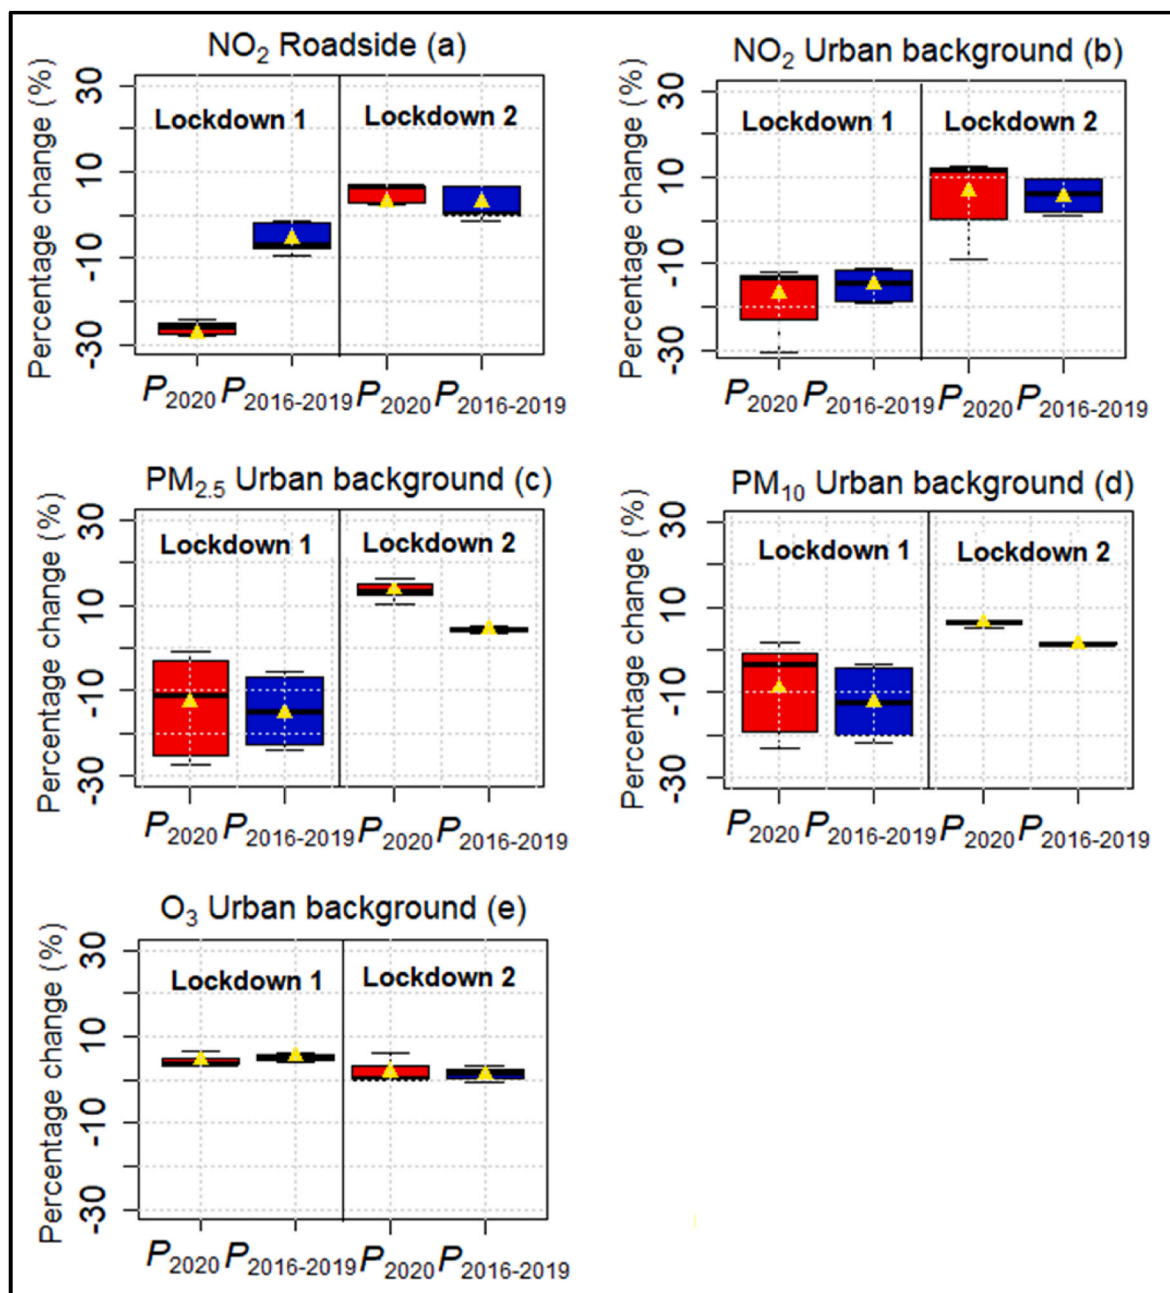 NO₂ Roadside (a)
Percentage change (%)
30
10
-10
-30
Lockdown 1
Lockdown 2
P₂₀₂₀ P₂₀₁₆₋₂₀₁₉ P₂₀₂₀ P₂₀₁₆₋₂₀₁₉
NO₂ Urban background (b)
Percentage change (%)
30
10
-10
-30
Lockdown 1
Lockdown 2
P₂₀₂₀ P₂₀₁₆₋₂₀₁₉ P₂₀₂₀ P₂₀₁₆₋₂₀₁₉
PM₂.₅ Urban background (c)
Percentage change (%)
30
10
-10
-30
Lockdown 1
Lockdown 2
P₂₀₂₀ P₂₀₁₆₋₂₀₁₉ P₂₀₂₀ P₂₀₁₆₋₂₀₁₉
PM₁₀ Urban background (d)
Percentage change (%)
30
10
-10
-30
Lockdown 1
Lockdown 2
P₂₀₂₀ P₂₀₁₆₋₂₀₁₉ P₂₀₂₀ P₂₀₁₆₋₂₀₁₉
O₃ Urban background (e)
Percentage change (%)
30
10
-10
-30
Lockdown 1
Lockdown 2
P₂₀₂₀ P₂₀₁₆₋₂₀₁₉ P₂₀₂₀ P₂₀₁₆₋₂₀₁₉